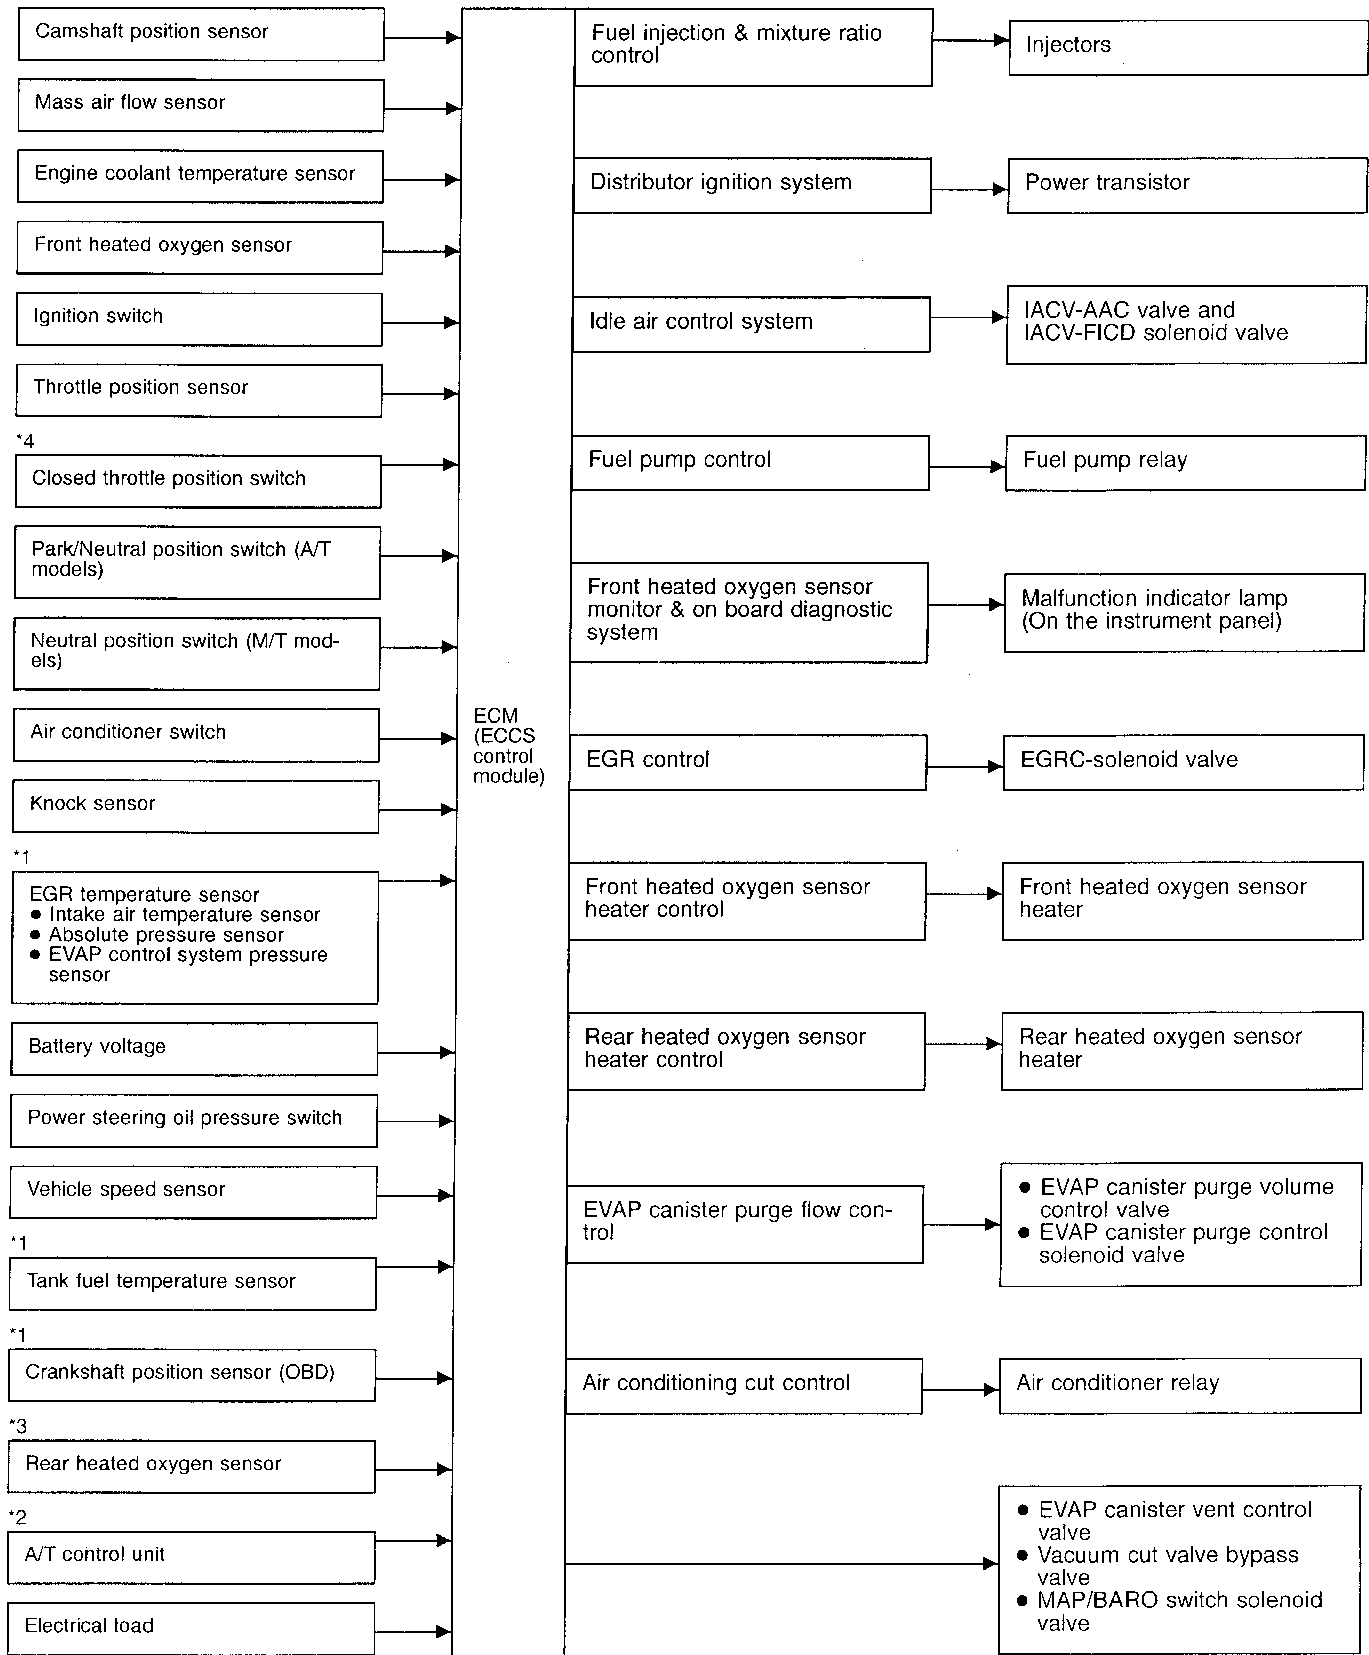 Camshaft position sensor
Mass air flow sensor
Engine coolant temperature sensor
Front heated oxygen sensor
Ignition switch
Throttle position sensor
*4
Closed throttle position switch
Park/Neutral position switch (A/T
models)
Neutral position switch (M/T mod-
els)
Air conditioner switch
Knock sensor
*1
EGR temperature sensor
● Intake air temperature sensor
● Absolute pressure sensor
● EVAP control system pressure
sensor
Battery voltage
Power steering oil pressure switch
Vehicle speed sensor
*1
Tank fuel temperature sensor
*1
Crankshaft position sensor (OBD)
*3
Rear heated oxygen sensor
*2
A/T control unit
Electrical load
ECM
(ECCS
control
module)
Fuel injection & mixture ratio
control
Injectors
Distributor ignition system
Power transistor
Idle air control system
IACV-AAC valve and
IACV-FICD solenoid valve
Fuel pump control
Fuel pump relay
Front heated oxygen sensor
monitor & on board diagnostic
system
Malfunction indicator lamp
(On the instrument panel)
EGR control
EGRC-solenoid valve
Front heated oxygen sensor
heater control
Front heated oxygen sensor
heater
Rear heated oxygen sensor
heater control
Rear heated oxygen sensor
heater
EVAP canister purge flow con-
trol
● EVAP canister purge volume
control valve
● EVAP canister purge control
solenoid valve
Air conditioning cut control
Air conditioner relay
● EVAP canister vent control
valve
● Vacuum cut valve bypass
valve
● MAP/BARO switch solenoid
valve